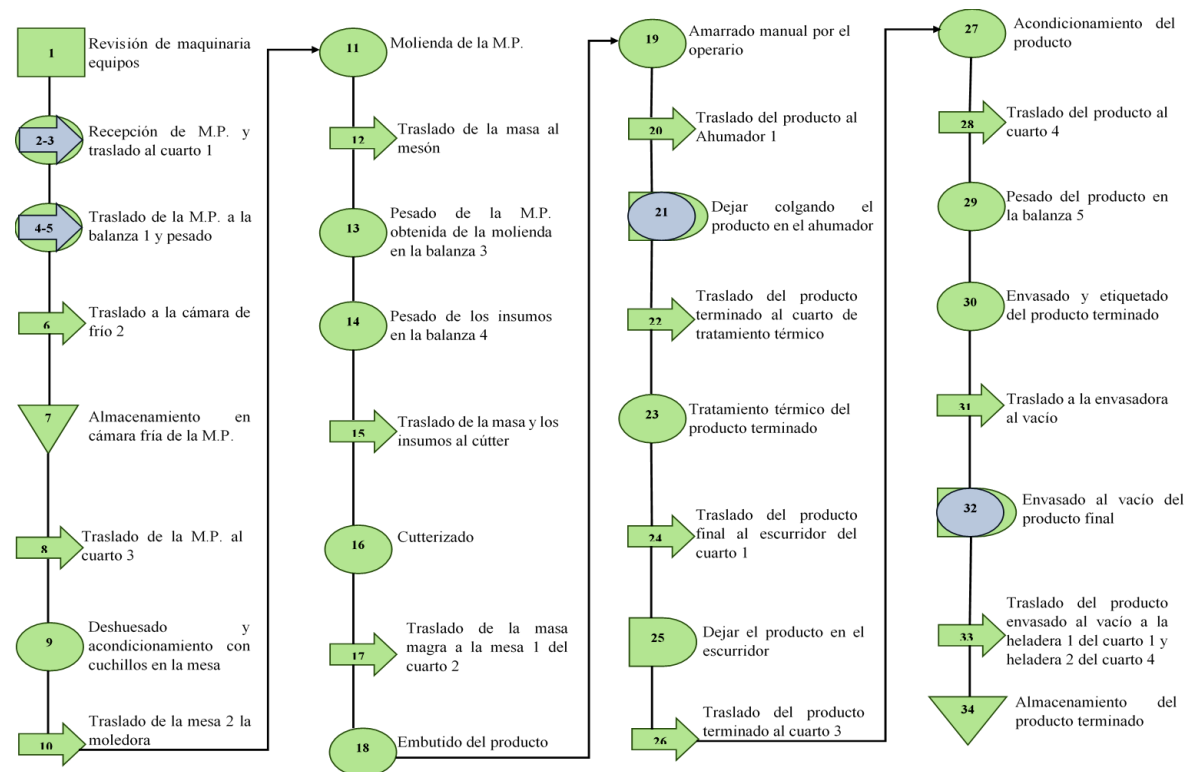 1
Revisión de maquinaria
equipos
2-3
Recepción de M.P. y
traslado al cuarto 1
4-5
Traslado de la M.P. a la
balanza 1 y pesado
6
Traslado a la cámara de
frío 2
7
Almacenamiento en
cámara fría de la M.P.
8
Traslado de la M.P. al
cuarto 3
9
Deshuesado y
acondicionamiento con
cuchillos en la mesa
10
Traslado de la mesa 2 la
moledora
11
Molienda de la M.P.
12
Traslado de la masa al
mesón
13
Pesado de la M.P.
obtenida de la molienda
en la balanza 3
14
Pesado de los insumos
en la balanza 4
15
Traslado de la masa y los
insumos al cútter
16
Cutterizado
17
Traslado de la masa
magra a la mesa 1 del
cuarto 2
18
Embutido del producto
19
Amarrado manual por el
operario
20
Traslado del producto al
Ahumador 1
21
Dejar colgando el
producto en el ahumador
22
Traslado del producto
terminado al cuarto de
tratamiento térmico
23
Tratamiento térmico del
producto terminado
24
Traslado del producto
final al escurridor del
cuarto 1
25
Dejar el producto en el
escurridor
26
Traslado del producto
terminado al cuarto 3
27
Acondicionamiento del
producto
28
Traslado del producto al
cuarto 4
29
Pesado del producto en
la balanza 5
30
Envasado y etiquetado
del producto terminado
31
Traslado a la envasadora
al vacío
32
Envasado al vacío del
producto final
33
Traslado del producto
envasado al vacío a la
heladera 1 del cuarto 1 y
heladera 2 del cuarto 4
34
Almacenamiento del
producto terminado